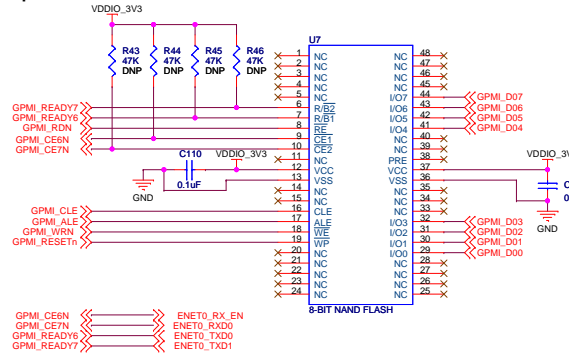 VDDIO_3V3
U7
R43 R44 R45 R46
47K 47K 47K 47K
DNP DNP DNP DNP
1 NC NC 48
2 NC NC 47
3 NC NC 46
4 NC NC 45
5 NC I/O7 44 GPMI_D07
GPMI_READY7 6 R/B2 I/O6 43 GPMI_D06
GPMI_READY6 7 R/B1 I/O5 42 GPMI_D05
GPMI_RDN 8 RE I/O4 41 GPMI_D04
GPMI_CE6N 9 CE1 NC 40
GPMI_CE7N 10 CE2 NC 39
C110 VDDIO_3V3 11 NC PRE 38 VDDIO_3V
12 VCC VCC 37
0.1uF 13 VSS VSS 36 C
GND 14 NC NC 35 0
15 NC NC 34
GPMI_CLE 16 CLE NC 33
GPMI_ALE 17 ALE I/O3 32 GPMI_D03
GPMI_WRN 18 WE I/O2 31 GPMI_D02
GPMI_RESETn 19 WP I/O1 30 GPMI_D01
20 NC I/O0 29 GPMI_D00
GND
21 NC NC 28
22 NC NC 27
23 NC NC 26
24 NC NC 25
8-BIT NAND FLASH
GPMI_CE6N ENET0_RX_EN
GPMI_CE7N ENET0_RXD0
GPMI_READY6 ENET0_TXD0
GPMI_READY7 ENET0_TXD1